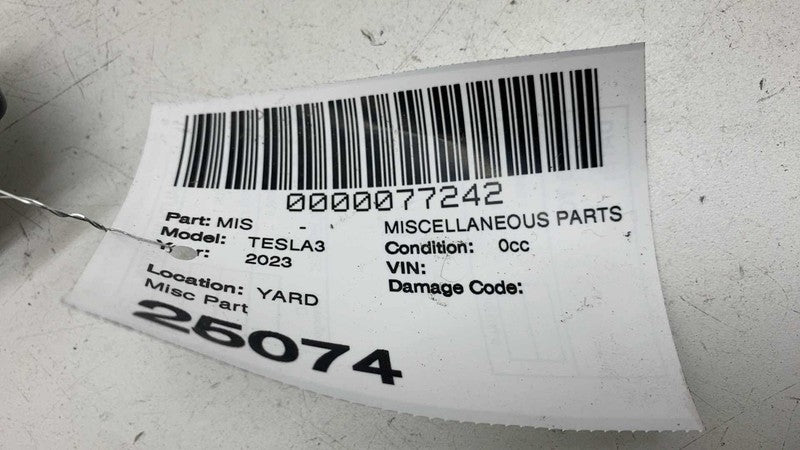 0000077242
Part: MIS - MISCELLANEOUS PARTS
Model: TESLA3 Condition: 0cc
2023 VIN:
Location: YARD Damage Code:
Misc Part
25074